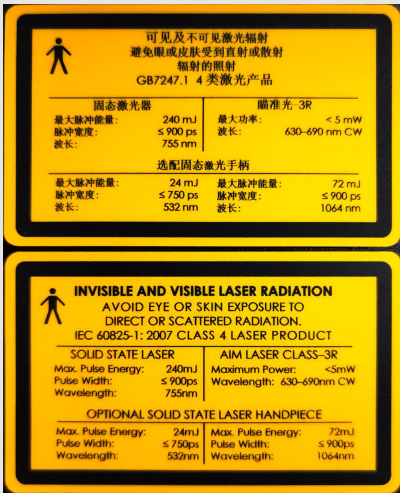 可见及不可见激光辐射
避免眼或皮肤受到直射或散射
辐射的照射
GB7247.1 4 类激光产品
固态激光器
最大脉冲能量: 240 mJ
脉冲宽度: ≤ 900 ps
波长: 755 nm
瞄准光-3R
最大功率: < 5 mW
波长: 630-690 nm CW
选配固态激光手柄
最大脉冲能量: 24 mJ
脉冲宽度: ≤ 750 ps
波长: 532 nm
最大脉冲能量: 72 mJ
脉冲宽度: ≤ 900 ps
波长: 1064 nm
INVISIBLE AND VISIBLE LASER RADIATION
AVOID EYE OR SKIN EXPOSURE TO
DIRECT OR SCATTERED RADIATION.
IEC 60825-1: 2007 CLASS 4 LASER PRODUCT
SOLID STATE LASER
Max. Pulse Energy: 240mJ
Pulse Width: ≤ 900ps
Wavelength: 755nm
AIM LASER CLASS-3R
Maximum Power: <5mW
Wavelength: 630-690nm CW
OPTIONAL SOLID STATE LASER HANDPIECE
Max. Pulse Energy: 24mJ
Pulse Width: ≤ 750ps
Wavelength: 532nm
Max. Pulse Energy: 72mJ
Pulse Width: ≤ 900ps
Wavelength: 1064nm